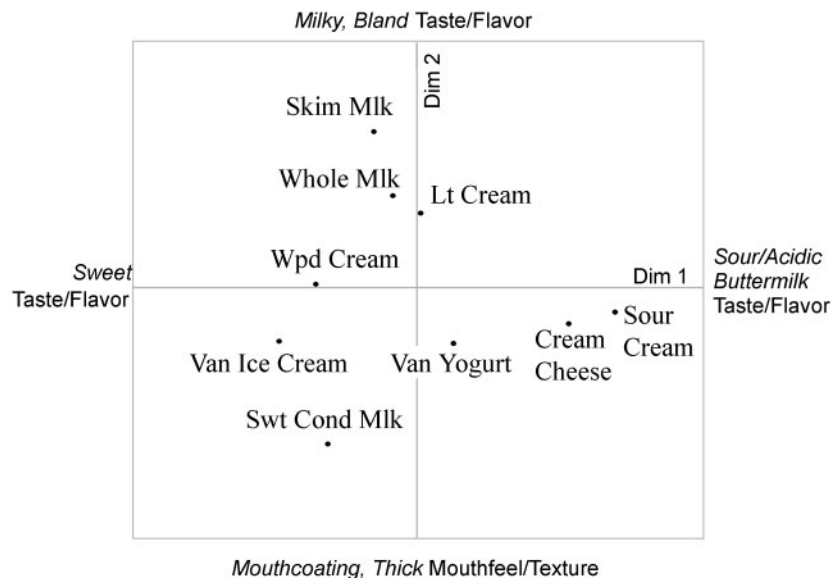 Milky, Bland Taste/Flavor
Dim 2
Skim Mlk
Whole Mlk
Lt Cream
Wpd Cream
Sweet
Taste/Flavor
Dim 1
Sour/Acidic
Buttermilk
Taste/Flavor
Van Ice Cream
Van Yogurt
Cream
Cheese
Sour
Cream
Swt Cond Mlk
Mouthcoating, Thick Mouthfeel/Texture